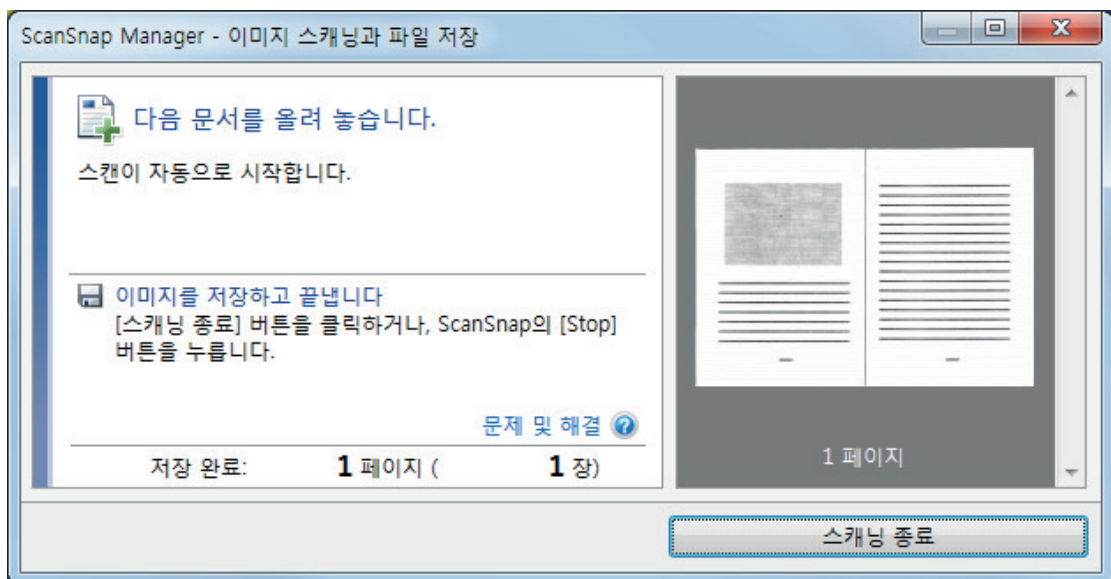 ScanSnap Manager - 이미지 스캐닝과 파일 저장
다음 문서를 올려 놓습니다.
스캔이 자동으로 시작합니다.
이미지를 저장하고 끝냅니다
[스캐닝 종료] 버튼을 클릭하거나, ScanSnap의 [Stop]
버튼을 누릅니다.
문제 및 해결
저장 완료: 1 페이지 ( 1 장)
1 페이지
스캐닝 종료